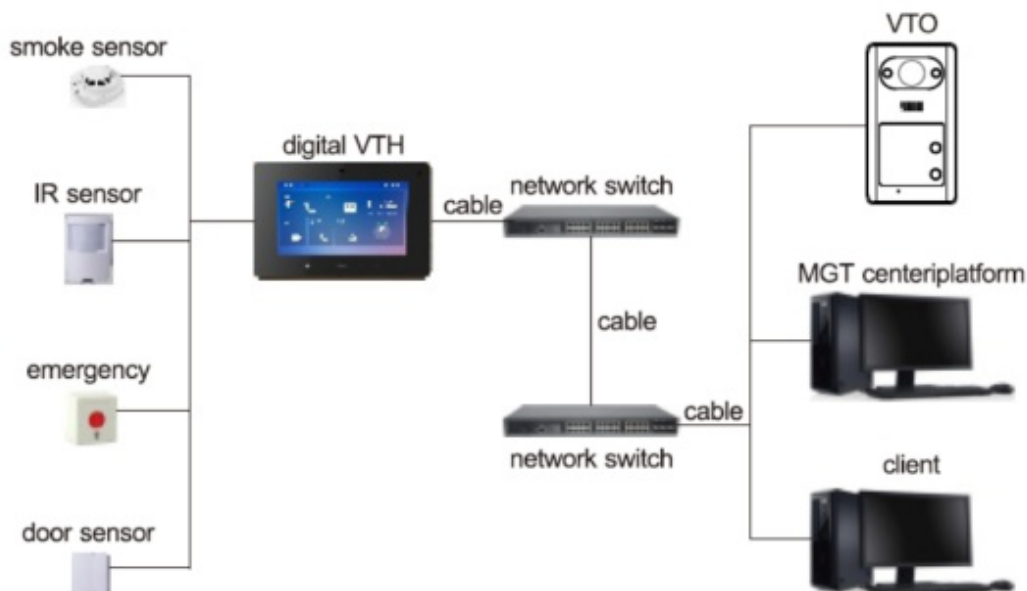 smoke sensor
IR sensor
emergency
door sensor
digital VTH
cable
network switch
cable
network switch
cable
VTO
MGT centeriplatform
client